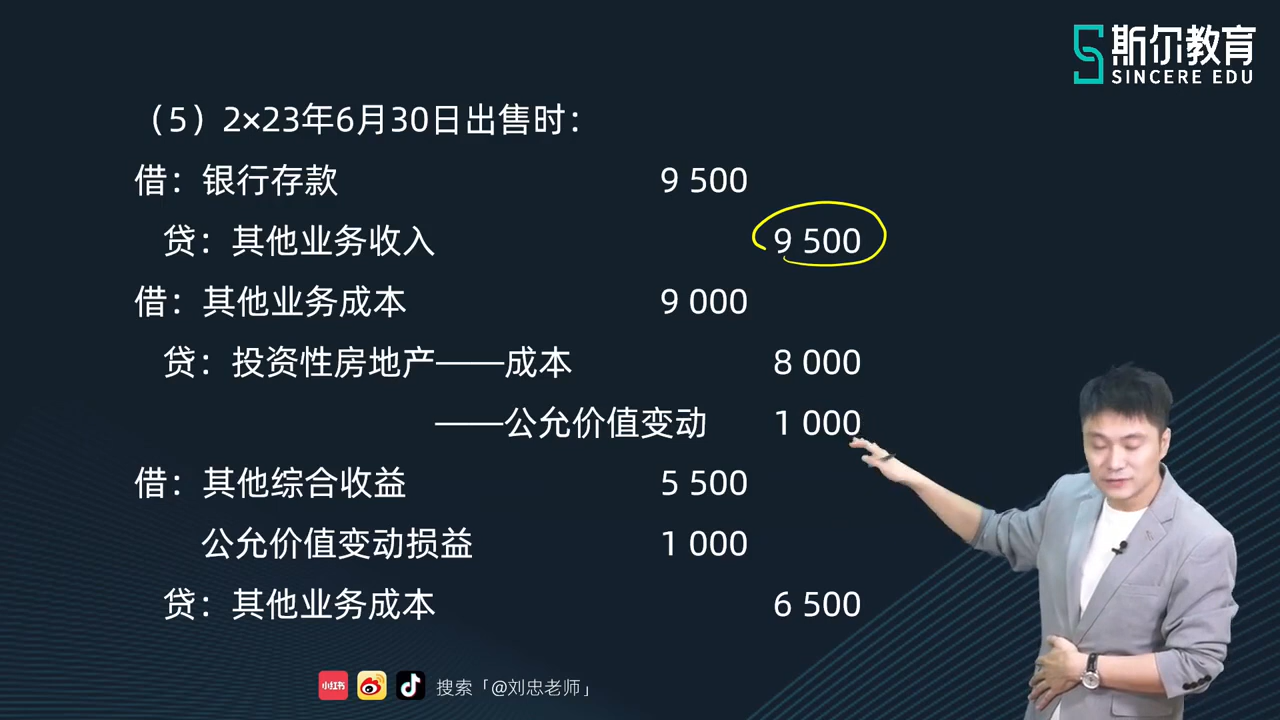 斯尔教育
SINCERE EDU
（5）2×23年6月30日出售时：
借：银行存款 9 500
贷：其他业务收入 9 500
借：其他业务成本 9 000
贷：投资性房地产——成本 8 000
——公允价值变动 1 000
借：其他综合收益 5 500
公允价值变动损益 1 000
贷：其他业务成本 6 500
小红书 搜索「@刘忠老师」